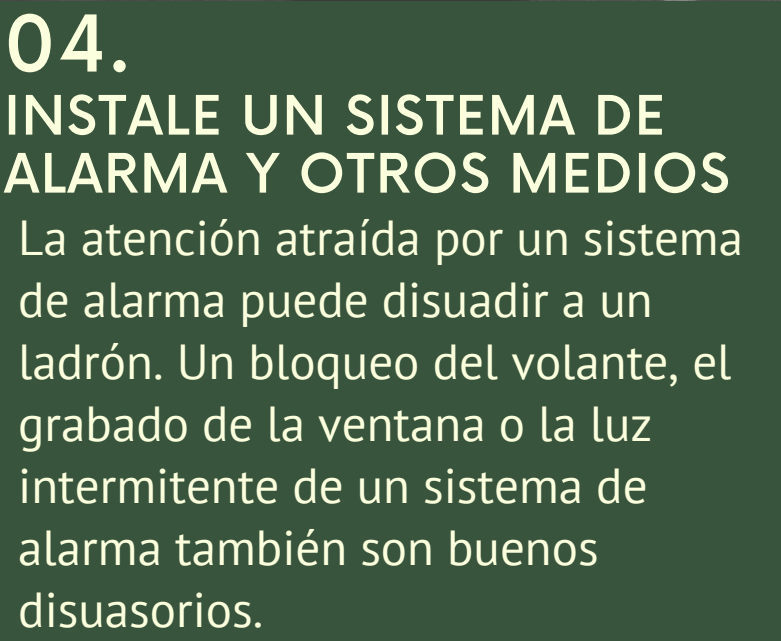 04.
INSTALE UN SISTEMA DE
ALARMA Y OTROS MEDIOS
La atención atraída por un sistema
de alarma puede disuadir a un
ladrón. Un bloqueo del volante, el
grabado de la ventana o la luz
intermitente de un sistema de
alarma también son buenos
disuasorios.